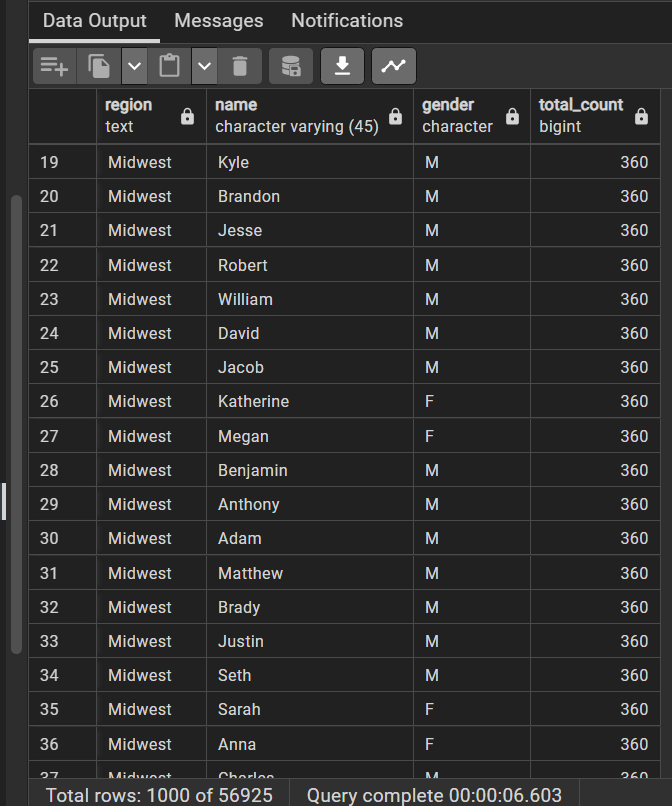 Data Output Messages Notifications
region name gender total_count
text character varying (45) character bigint
19 Midwest Kyle M 360
20 Midwest Brandon M 360
21 Midwest Jesse M 360
22 Midwest Robert M 360
23 Midwest William M 360
24 Midwest David M 360
25 Midwest Jacob M 360
26 Midwest Katherine F 360
27 Midwest Megan F 360
28 Midwest Benjamin M 360
29 Midwest Anthony M 360
30 Midwest Adam M 360
31 Midwest Matthew M 360
32 Midwest Brady M 360
33 Midwest Justin M 360
34 Midwest Seth M 360
35 Midwest Sarah F 360
36 Midwest Anna F 360
37 Midwest Charles M 360
Total rows: 1000 of 56925 Query complete 00:00:06.603